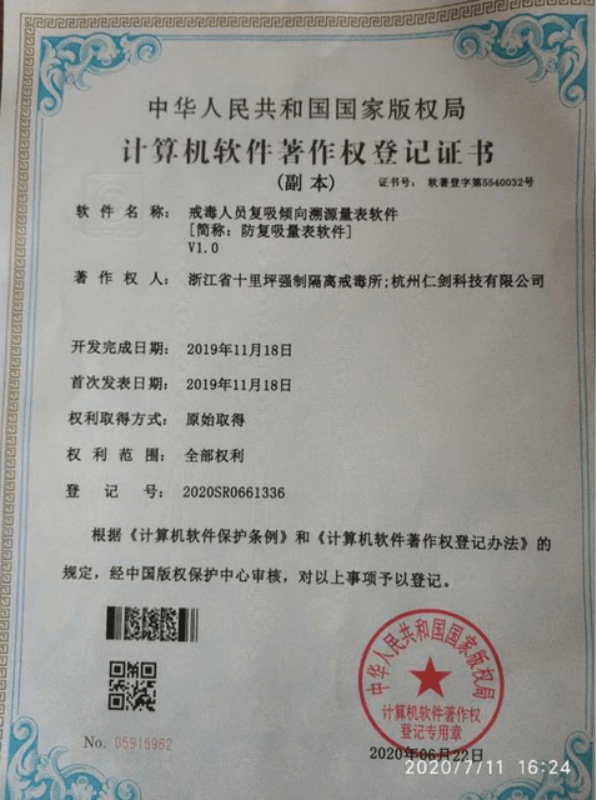 中华人民共和国国家版权局
计算机软件著作权登记证书
(副本)
证书号： 软著登字第5540032号
软件名称： 戒毒人员复吸倾向溯源量表软件
[简称：防复吸量表软件]
V1.0
著作权人： 浙江省十里坪强制隔离戒毒所;杭州仁剑科技有限公司
开发完成日期： 2019年11月18日
首次发表日期： 2019年11月18日
权利取得方式： 原始取得
权利范围： 全部权利
登记号： 2020SR0661336
根据《计算机软件保护条例》和《计算机软件著作权登记办法》的
规定，经中国版权保护中心审核，对以上事项予以登记。
中华人民共和国国家版权局
计算机软件著作权
登记专用章
No. 05915962
2020年06月22日
2020/7/11 16:24